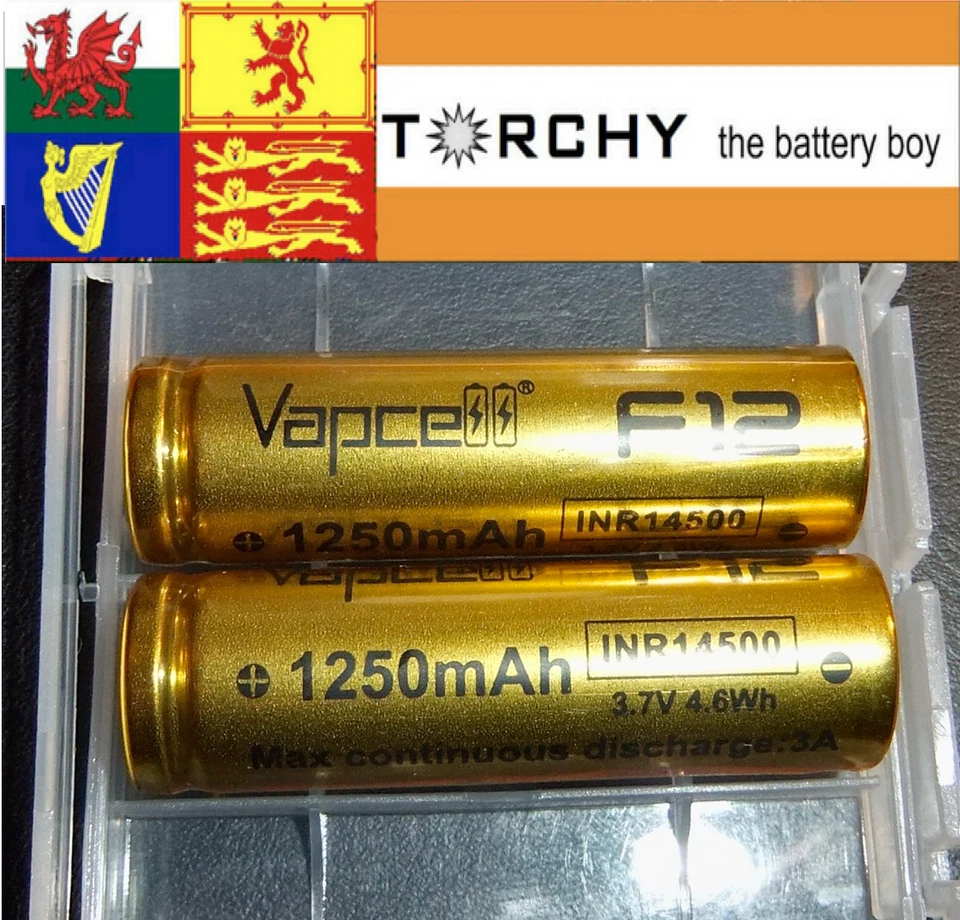 TORCHY the battery boy
Vapcell® F12
1250mAh INR14500
Vapcell F12
1250mAh INR14500
3.7V 4.6Wh
Max continuous discharge:3A